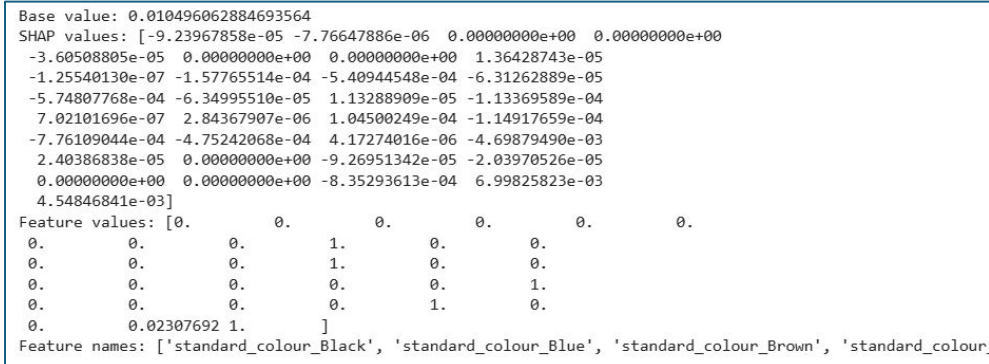 Base value: 0.010496062884693564
SHAP values: [-9.23967858e-05 -7.76647886e-06 0.00000000e+00 0.00000000e+00
-3.60508805e-05 0.00000000e+00 0.00000000e+00 1.36428743e-05
-1.25540130e-07 -1.57765514e-04 -5.40944548e-04 -6.31262889e-05
-5.74807768e-04 -6.34995510e-05 1.13288909e-05 -1.13369589e-04
7.02101696e-07 2.84367907e-06 1.04500249e-04 -1.14917659e-04
-7.76109044e-04 -4.75242068e-04 4.17274016e-06 -4.69879490e-03
2.40386838e-05 0.00000000e+00 -9.26951342e-05 -2.03970526e-05
0.00000000e+00 0.00000000e+00 -8.35293613e-04 6.99825823e-03
4.54846841e-03]
Feature values: [0. 0. 0. 0. 0. 0.
0. 0. 0. 1. 0. 0.
0. 0. 0. 1. 0. 0.
0. 0. 0. 0. 0. 1.
0. 0. 0. 0. 1. 0.
0. 0.02307692 1. ]
Feature names: ['standard_colour_Black', 'standard_colour_Blue', 'standard_colour_Brown', 'standard_colour_